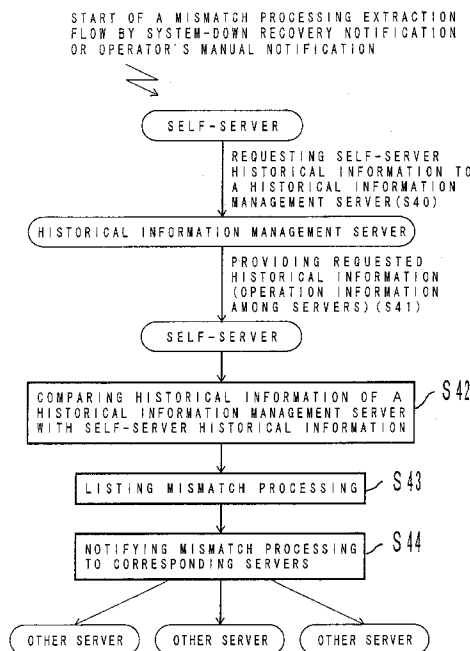 START OF A MISMATCH PROCESSING EXTRACTION
FLOW BY SYSTEM-DOWN RECOVERY NOTIFICATION
OR OPERATOR'S MANUAL NOTIFICATION
SELF-SERVER
REQUESTING SELF-SERVER
HISTORICAL INFORMATION TO
A HISTORICAL INFORMATION
MANAGEMENT SERVER(S40)
HISTORICAL INFORMATION MANAGEMENT SERVER
PROVIDING REQUESTED
HISTORICAL INFORMATION
(OPERATION INFORMATION
AMONG SERVERS)(S41)
SELF-SERVER
S42
COMPARING HISTORICAL INFORMATION OF A
HISTORICAL INFORMATION MANAGEMENT SERVER
WITH SELF-SERVER HISTORICAL INFORMATION
LISTING MISMATCH PROCESSING
S43
NOTIFYING MISMATCH PROCESSING
TO CORRESPONDING SERVERS
S44
OTHER SERVER
OTHER SERVER
OTHER SERVER